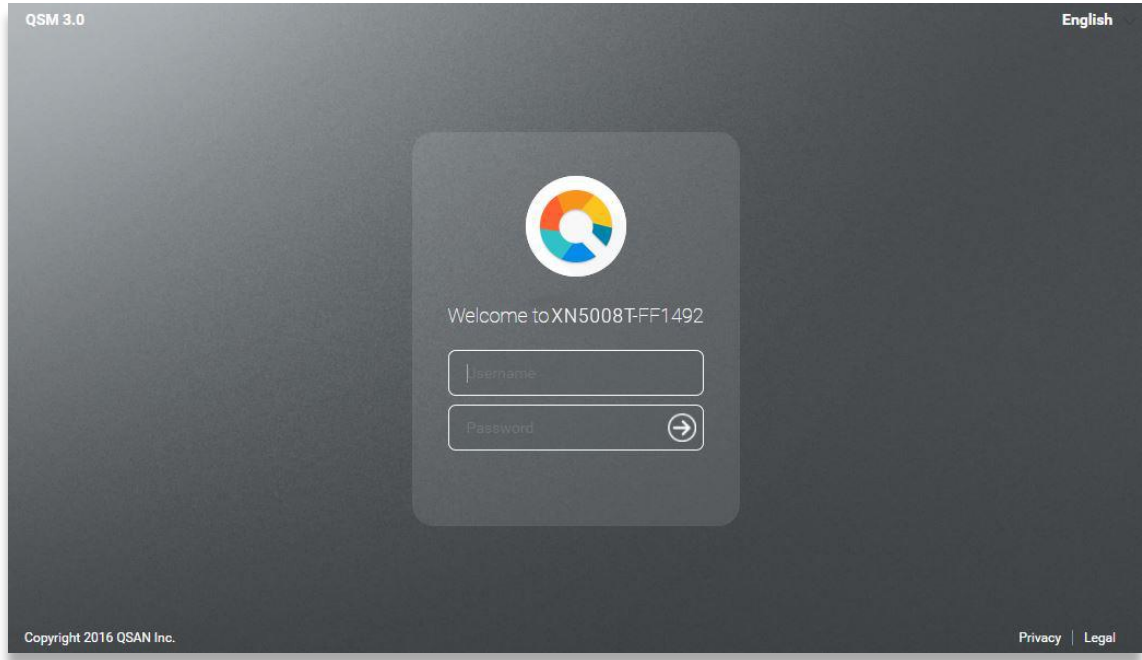 QSM 3.0
English
Welcome to XN5008T-FF1492
Username
Password
Copyright 2016 QSAN Inc.
Privacy | Legal